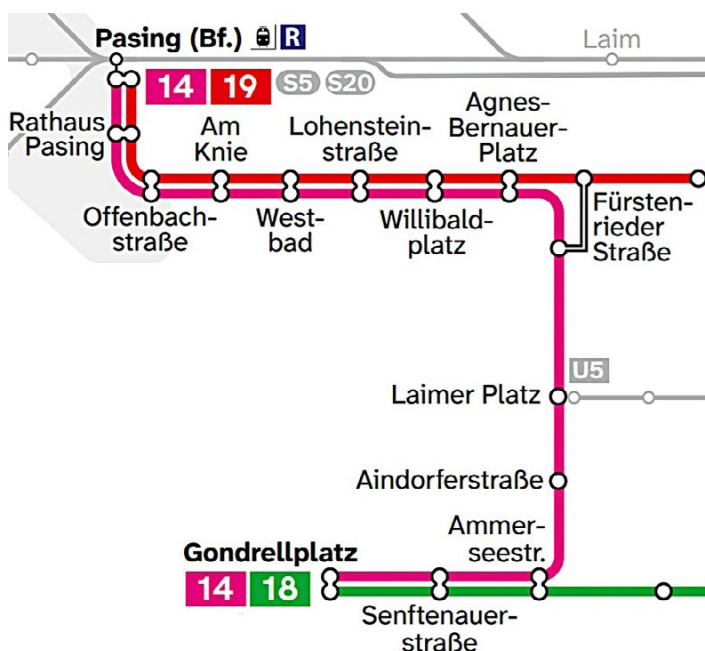 Pasing (Bf.) R
Laim
14 19 S5 S20
Rathaus
Pasing
Am
Knie
Lohenstein-
straße
Agnes-
Bernauer-
Platz
Offenbach-
straße
West-
bad
Willibald-
platz
Fürsten-
rieder
Straße
U5
Laimer Platz
Aindorferstraße
Ammer-
seestr.
Gondrellplatz
14 18
Senftenauer-
straße